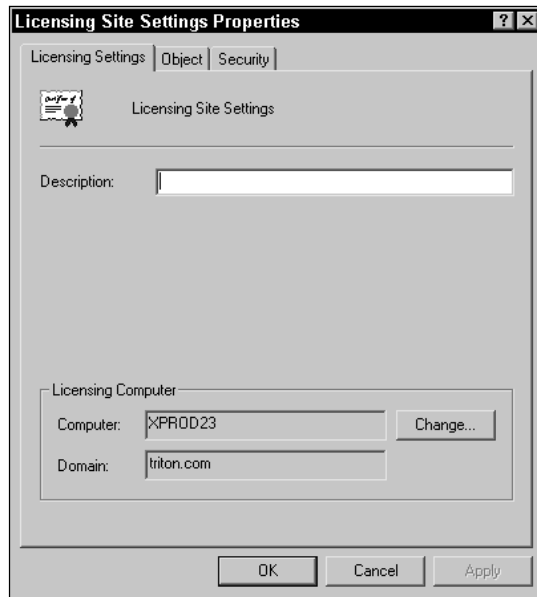 Licensing Site Settings Properties
Licensing Settings Object Security
Licensing Site Settings
Description:
Licensing Computer
Computer: XPROD23 Change...
Domain: triton.com
OK Cancel Apply